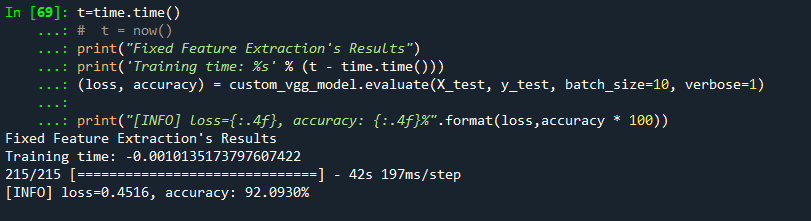 In [69]: t=time.time()
...: #  t = now()
...: print("Fixed Feature Extraction's Results")
...: print('Training time: %s' % (t - time.time()))
...: (loss, accuracy) = custom_vgg_model.evaluate(X_test, y_test, batch_size=10, verbose=1)
...:
...: print("[INFO] loss={:.4f}, accuracy: {:.4f}%".format(loss,accuracy * 100))
Fixed Feature Extraction's Results
Training time: -0.0010135173797607422
215/215 [==============================] - 42s 197ms/step
[INFO] loss=0.4516, accuracy: 92.0930%